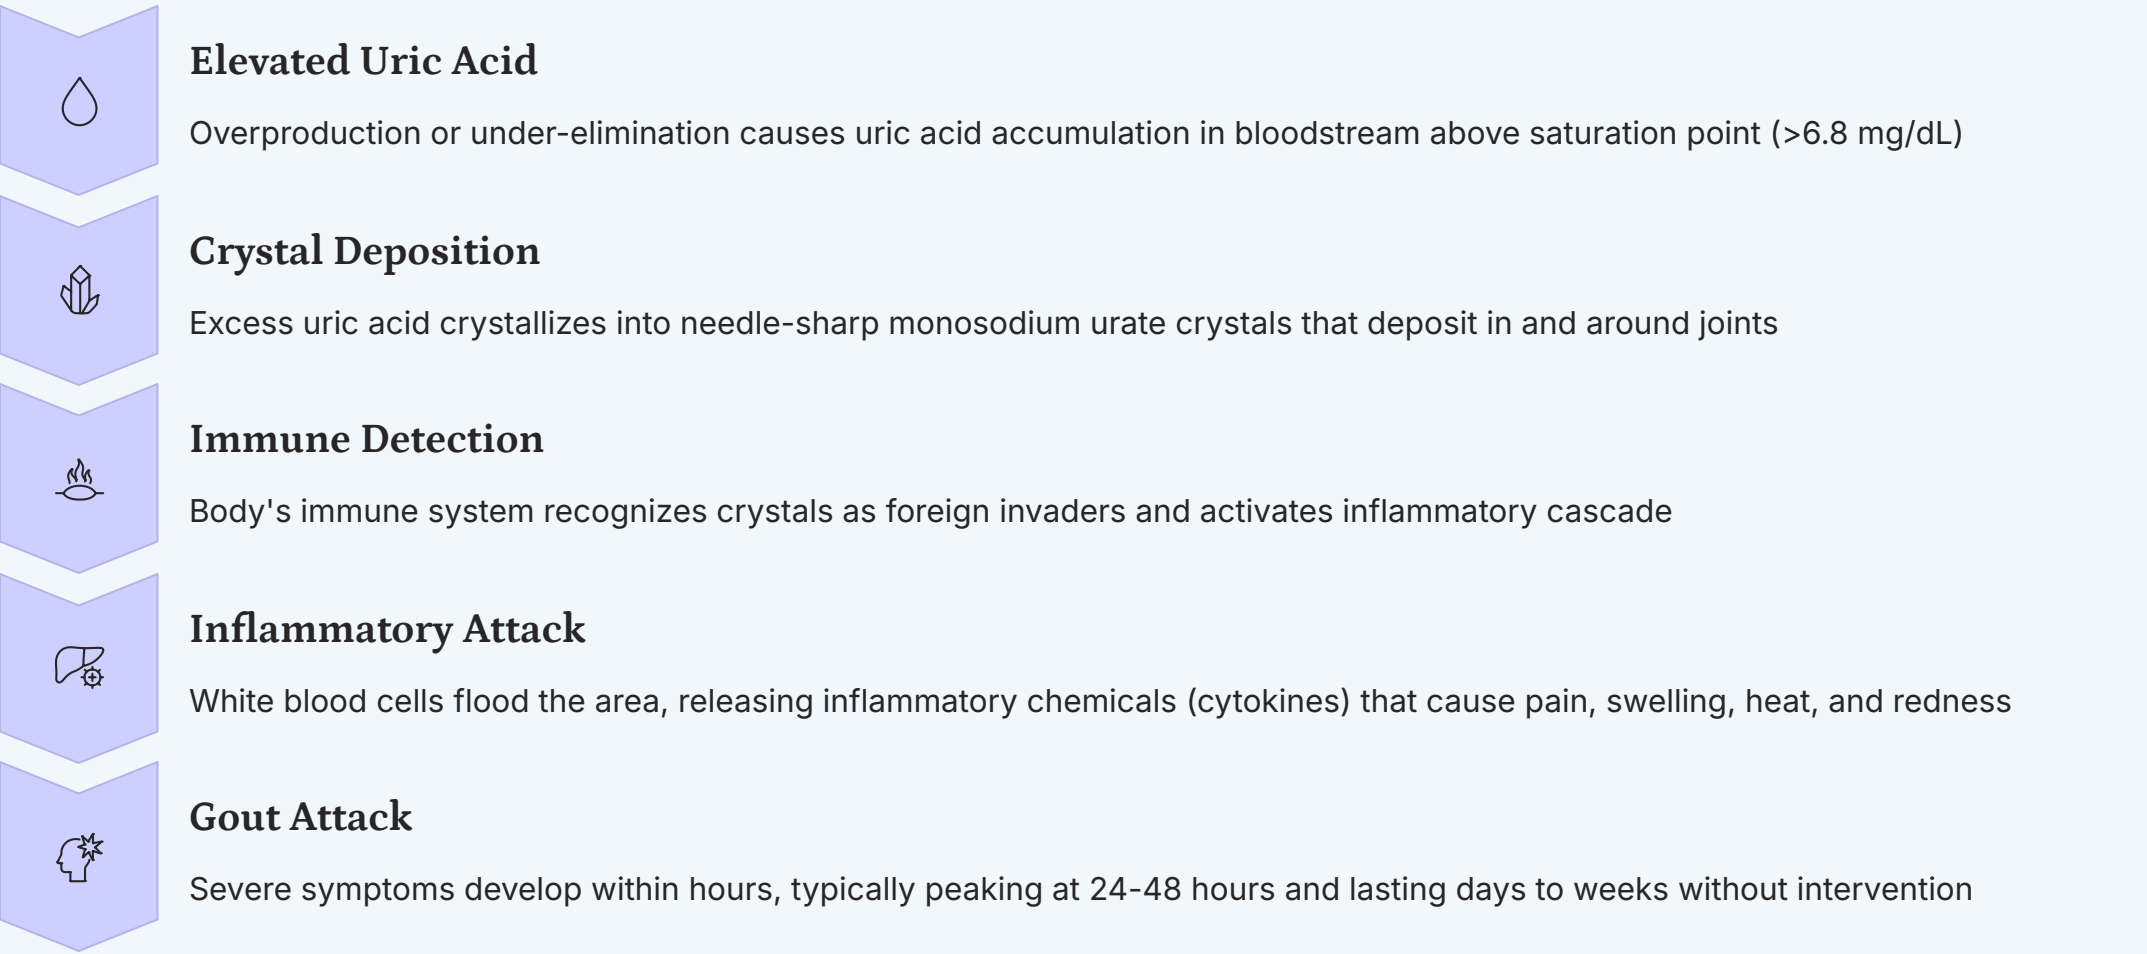 Elevated Uric Acid
Overproduction or under-elimination causes uric acid accumulation in bloodstream above saturation point (>6.8 mg/dL)
Crystal Deposition
Excess uric acid crystallizes into needle-sharp monosodium urate crystals that deposit in and around joints
Immune Detection
Body's immune system recognizes crystals as foreign invaders and activates inflammatory cascade
Inflammatory Attack
White blood cells flood the area, releasing inflammatory chemicals (cytokines) that cause pain, swelling, heat, and redness
Gout Attack
Severe symptoms develop within hours, typically peaking at 24-48 hours and lasting days to weeks without intervention